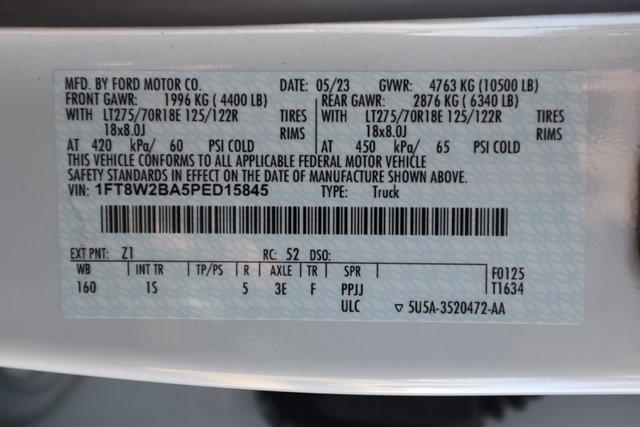 MFD. BY FORD MOTOR CO. DATE: 05/23 GVWR: 4763 KG (10500 LB)
FRONT GAWR: 1996 KG (4400 LB) REAR GAWR: 2876 KG (6340 LB)
WITH LT275/70R18E 125/122R TIRES WITH LT275/70R18E 125/122R TIRES
18x8.0J RIMS 18x8.0J RIMS
AT 420 kPa/ 60 PSI COLD AT 450 kPa/ 65 PSI COLD
THIS VEHICLE CONFORMS TO ALL APPLICABLE FEDERAL MOTOR VEHICLE
SAFETY STANDARDS IN EFFECT ON THE DATE OF MANUFACTURE SHOWN ABOVE.
VIN: 1FT8W2BA5PED15845 TYPE: Truck
EXT PNT: Z1 RC: 52 DSO:
WB INT TR TP/PS R AXLE TR SPR F0125
160 1S 5 3E F PPJJ T1634
ULC ▽ 5U5A-3520472-AA